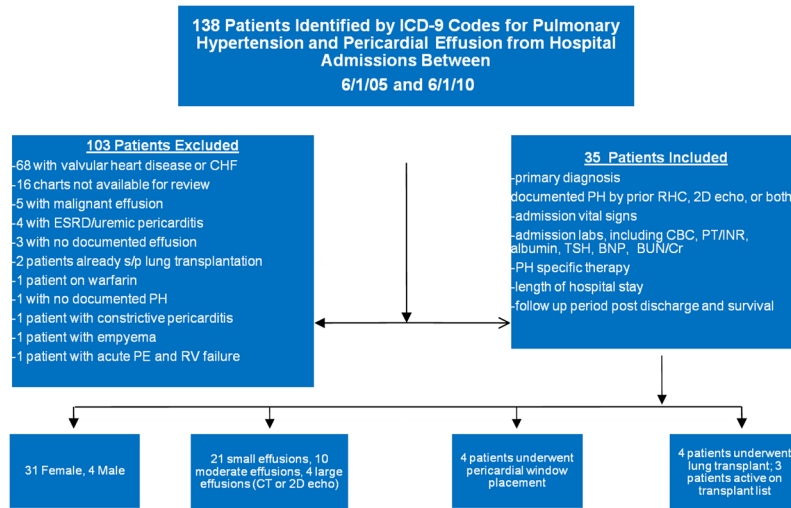 138 Patients Identified by ICD-9 Codes for Pulmonary
Hypertension and Pericardial Effusion from Hospital
Admissions Between
6/1/05 and 6/1/10
103 Patients Excluded
-68 with valvular heart disease or CHF
-16 charts not available for review
-5 with malignant effusion
-4 with ESRD/uremic pericarditis
-3 with no documented effusion
-2 patients already s/p lung transplantation
-1 patient on warfarin
-1 with no documented PH
-1 patient with constrictive pericarditis
-1 patient with empyema
-1 patient with acute PE and RV failure
35 Patients Included
-primary diagnosis
documented PH by prior RHC, 2D echo, or both
-admission vital signs
-admission labs, including CBC, PT/INR,
albumin, TSH, BNP, BUN/Cr
-PH specific therapy
-length of hospital stay
-follow up period post discharge and survival
31 Female, 4 Male
21 small effusions, 10
moderate effusions, 4 large
effusions (CT or 2D echo)
4 patients underwent
pericardial window
placement
4 patients underwent
lung transplant; 3
patients active on
transplant list